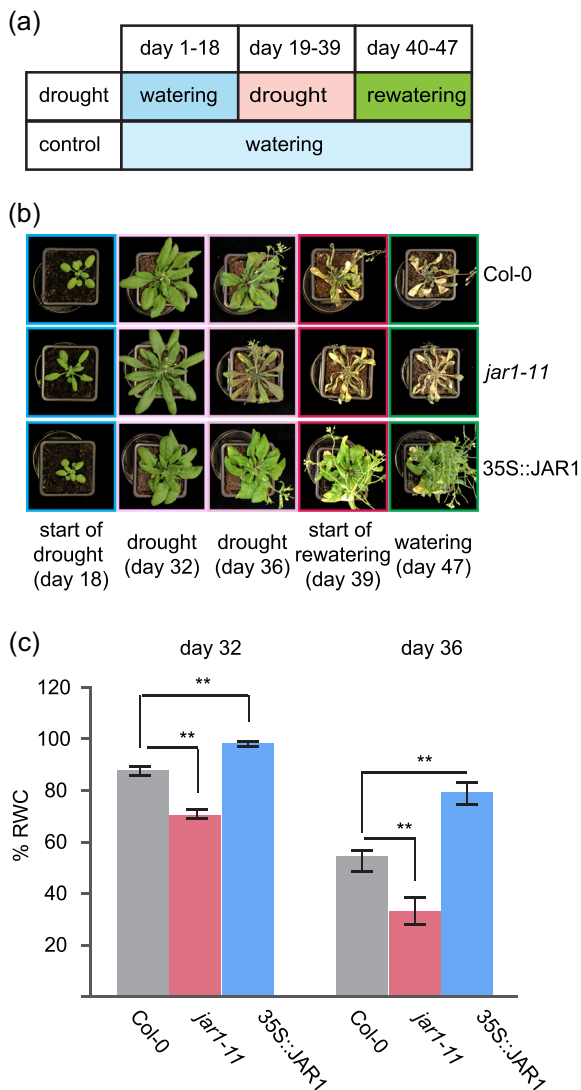 (a)
day 1-18 day 19-39 day 40-47
drought watering drought rewatering
control watering
(b)
Col-0
jar1-11
35S::JAR1
start of drought (day 18)
drought (day 32)
drought (day 36)
start of rewatering (day 39)
watering (day 47)
(c)
day 32 day 36
% RWC
120
100
80
60
40
20
**
**
**
**
Col-0 jar1-11 35S::JAR1 Col-0 jar1-11 35S::JAR1